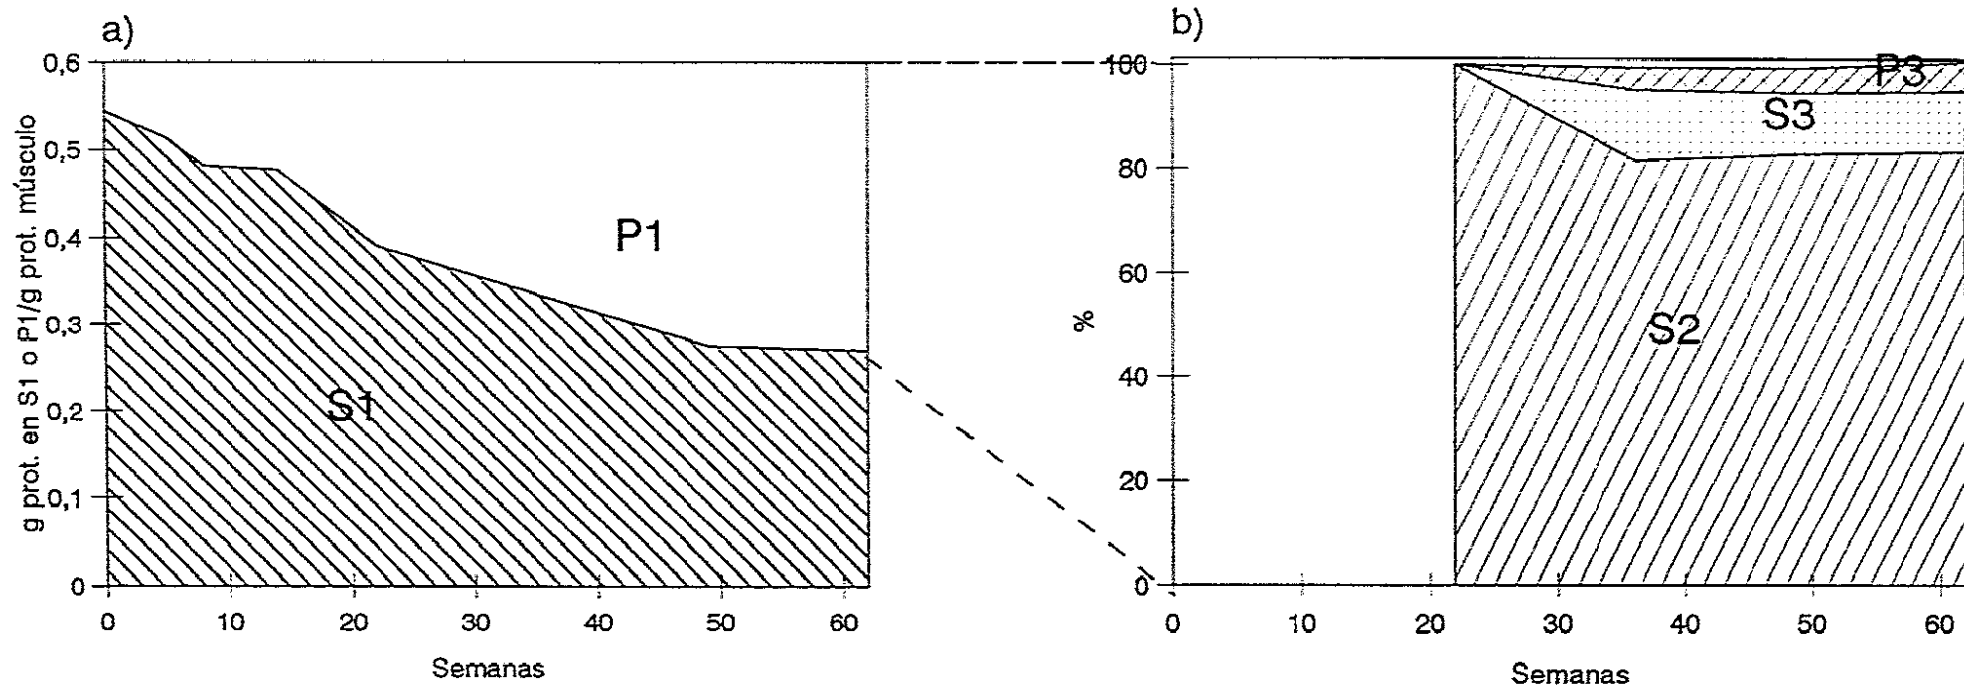 a)
g prot. en S1 o P1/g prot. músculo
0,6
0,5
0,4
0,3
0,2
0,1
0
P1
S1
0 10 20 30 40 50 60
Semanas
b)
%
100
80
60
40
20
0
P3
S3
S2
0 10 20 30 40 50 60
Semanas